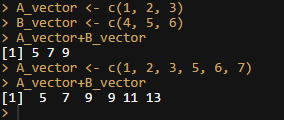 > A_vector <- c(1, 2, 3)
> B_vector <- c(4, 5, 6)
> A_vector+B_vector
[1] 5 7 9
> A_vector <- c(1, 2, 3, 5, 6, 7)
> A_vector+B_vector
[1]  5  7  9  9 11 13
>